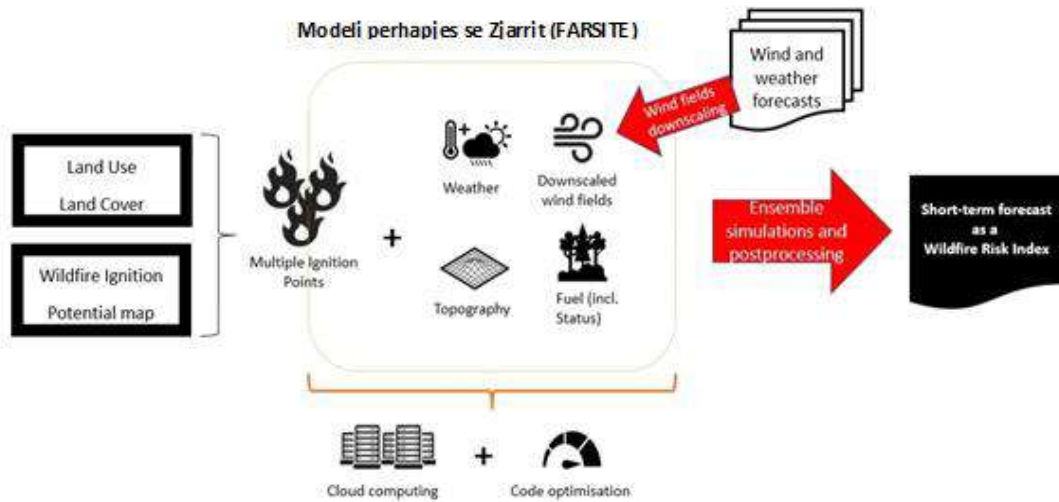 Modeli perhapjes se Zjarrit (FARSITE)
Wind and
weather
forecasts
Wind fields
downscaling
Land Use
Land Cover
Wildfire Ignition
Potential map
Multiple Ignition
Points
+
Weather
Downscaled
wind fields
Topography
Fuel (incl.
Status)
Ensemble
simulations and
postprocessing
Short-term forecast
as a
Wildfire Risk Index
Cloud computing
+
Code optimisation